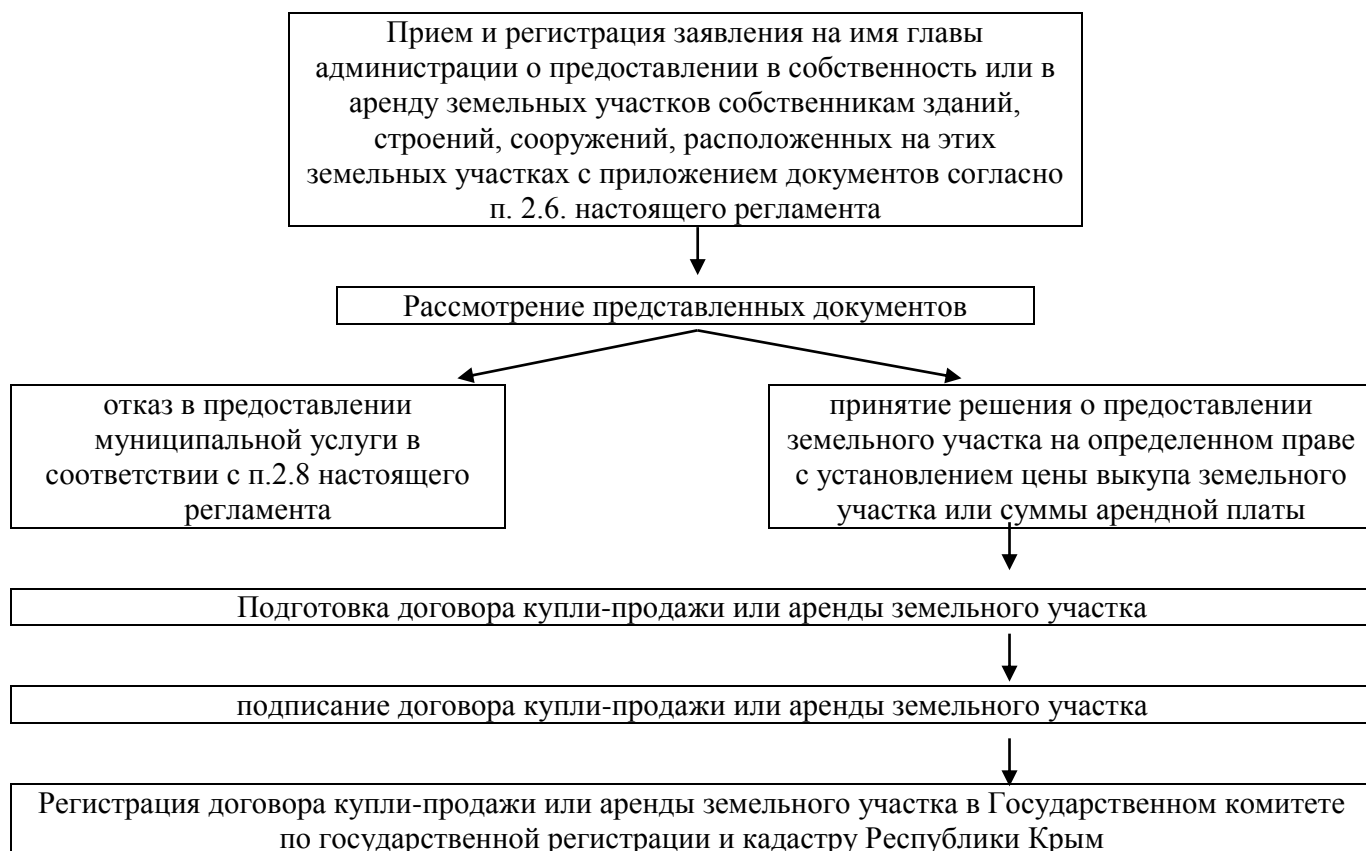 Прием и регистрация заявления на имя главы
администрации о предоставлении в собственность или в
аренду земельных участков собственникам зданий,
строений, сооружений, расположенных на этих
земельных участках с приложением документов согласно
п. 2.6. настоящего регламента
Рассмотрение представленных документов
отказ в предоставлении
муниципальной услуги в
соответствии с п.2.8 настоящего
регламента
принятие решения о предоставлении
земельного участка на определенном праве
с установлением цены выкупа земельного
участка или суммы арендной платы
Подготовка договора купли-продажи или аренды земельного участка
подписание договора купли-продажи или аренды земельного участка
Регистрация договора купли-продажи или аренды земельного участка в Государственном комитете
по государственной регистрации и кадастру Республики Крым